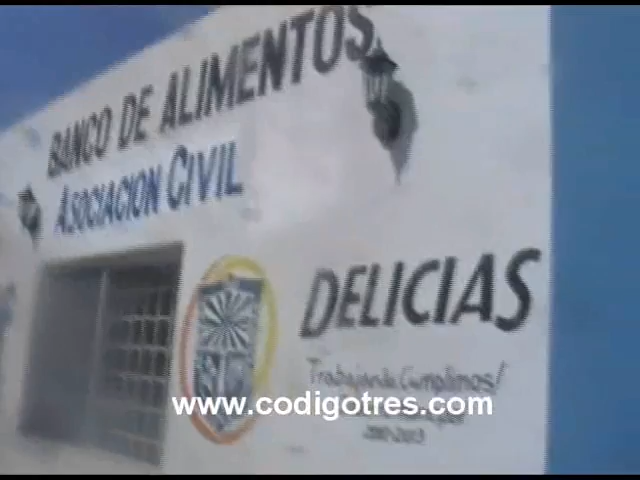 BANCO DE ALIMENTOS
ASOCIACION CIVIL
DELICIAS
Trabajando Cumplimos!
www.codigotres.com